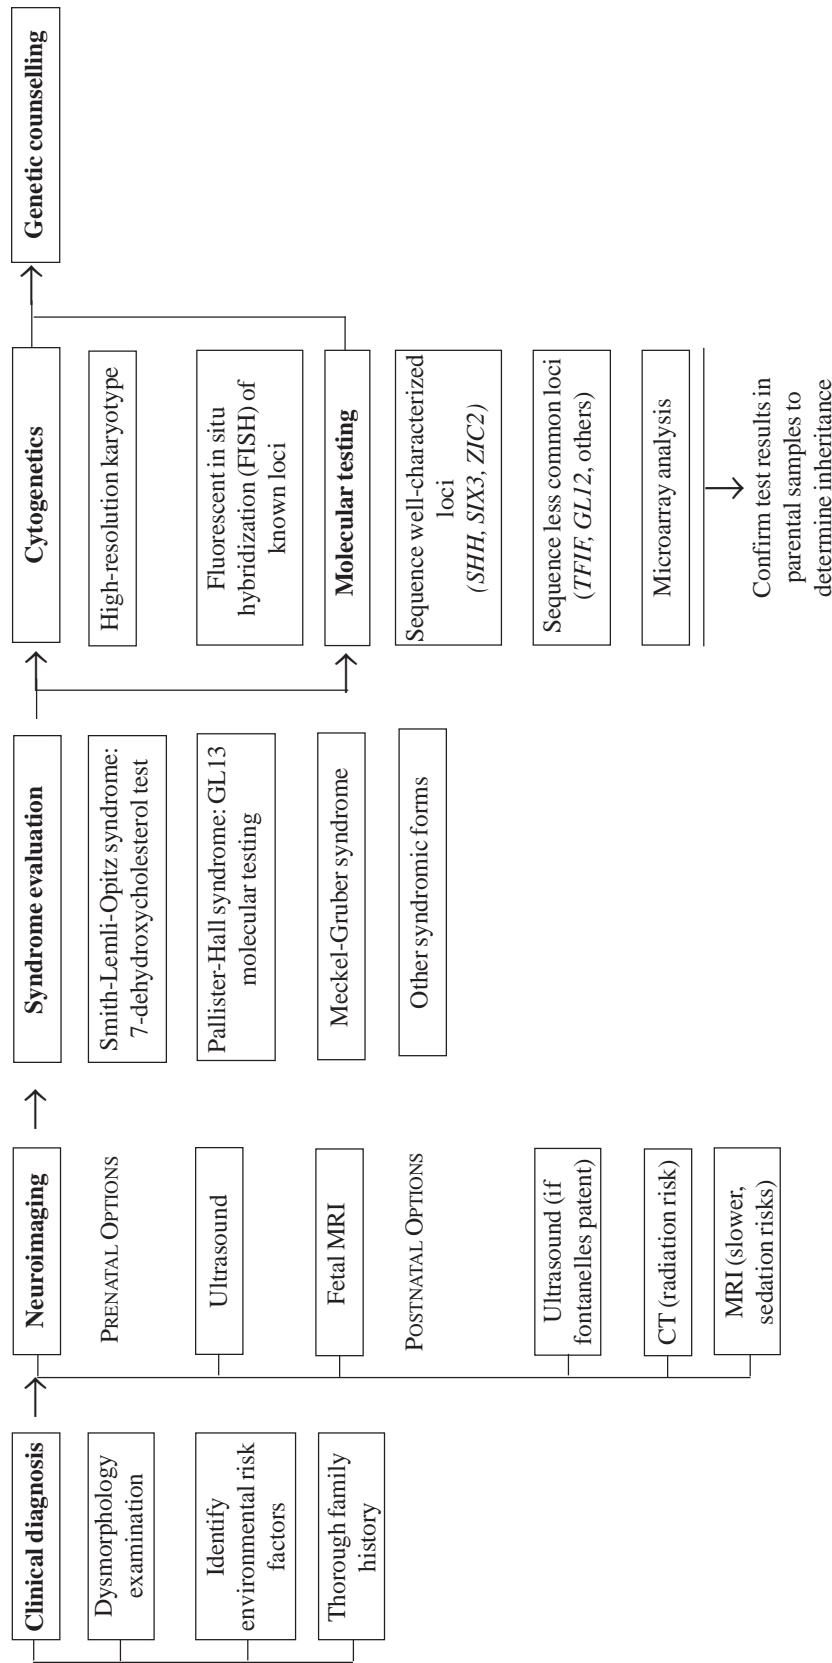 Clinical diagnosis
Dysmorphology
examination
Identify
environmental risk
factors
Thorough family
history
Neuroimaging
PRENATAL OPTIONS
Ultrasound
Fetal MRI
POSTNATAL OPTIONS
Ultrasound (if
fontanelles patent)
CT (radiation risk)
MRI (slower,
sedation risks)
Syndrome evaluation
Smith-Lemli-Opitz syndrome:
7-dehydroxycholesterol test
Pallister-Hall syndrome: GL13
molecular testing
Meckel-Gruber syndrome
Other syndromic forms
Cytogenetics
High-resolution karyotype
Fluorescent in situ
hybridization (FISH) of
known loci
Molecular testing
Sequence well-characterized
loci
(SHH, SIX3, ZIC2)
Sequence less common loci
(TFIF, GL12, others)
Microarray analysis
Confirm test results in
parental samples to
determine inheritance
Genetic counselling